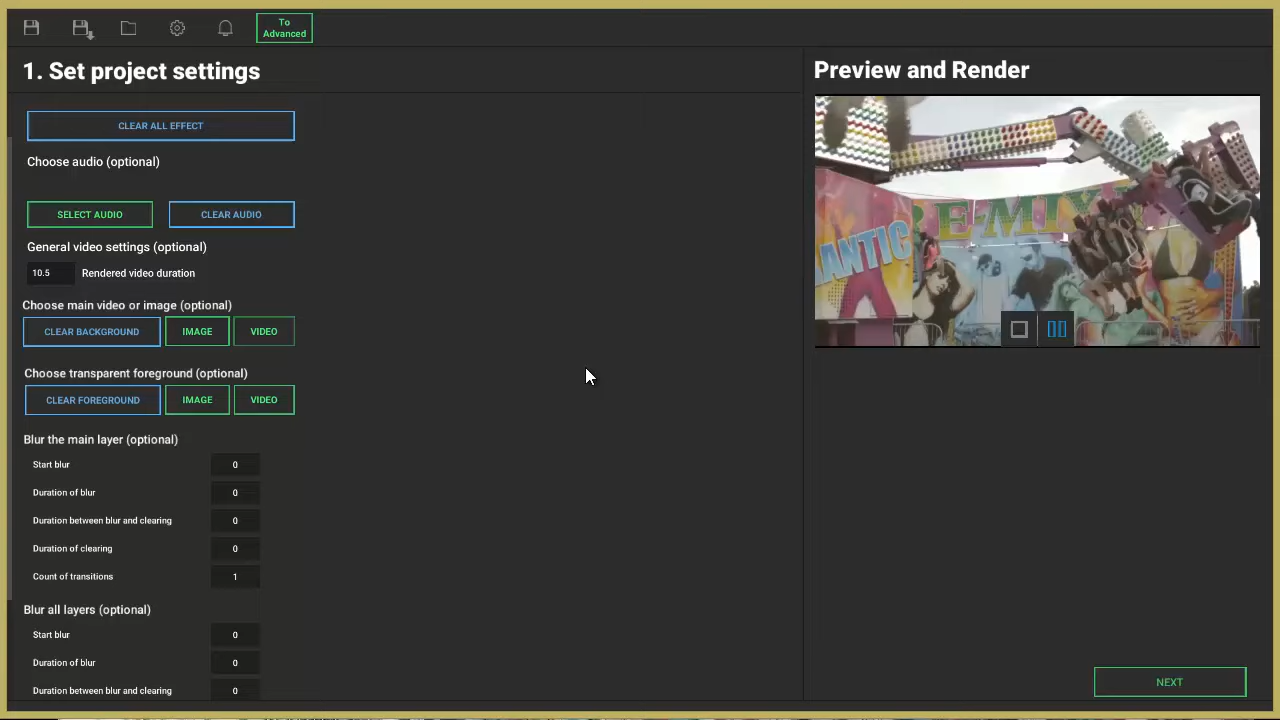 To
Advanced
1. Set project settings
Preview and Render
CLEAR ALL EFFECT
Choose audio (optional)
SELECT AUDIO
CLEAR AUDIO
General video settings (optional)
10.5
Rendered video duration
Choose main video or image (optional)
CLEAR BACKGROUND
IMAGE
VIDEO
Choose transparent foreground (optional)
CLEAR FOREGROUND
IMAGE
VIDEO
Blur the main layer (optional)
Start blur 0
Duration of blur 0
Duration between blur and clearing 0
Duration of clearing 0
Count of transitions 1
Blur all layers (optional)
Start blur 0
Duration of blur 0
Duration between blur and clearing 0
ANTIC
EMIX
NEXT